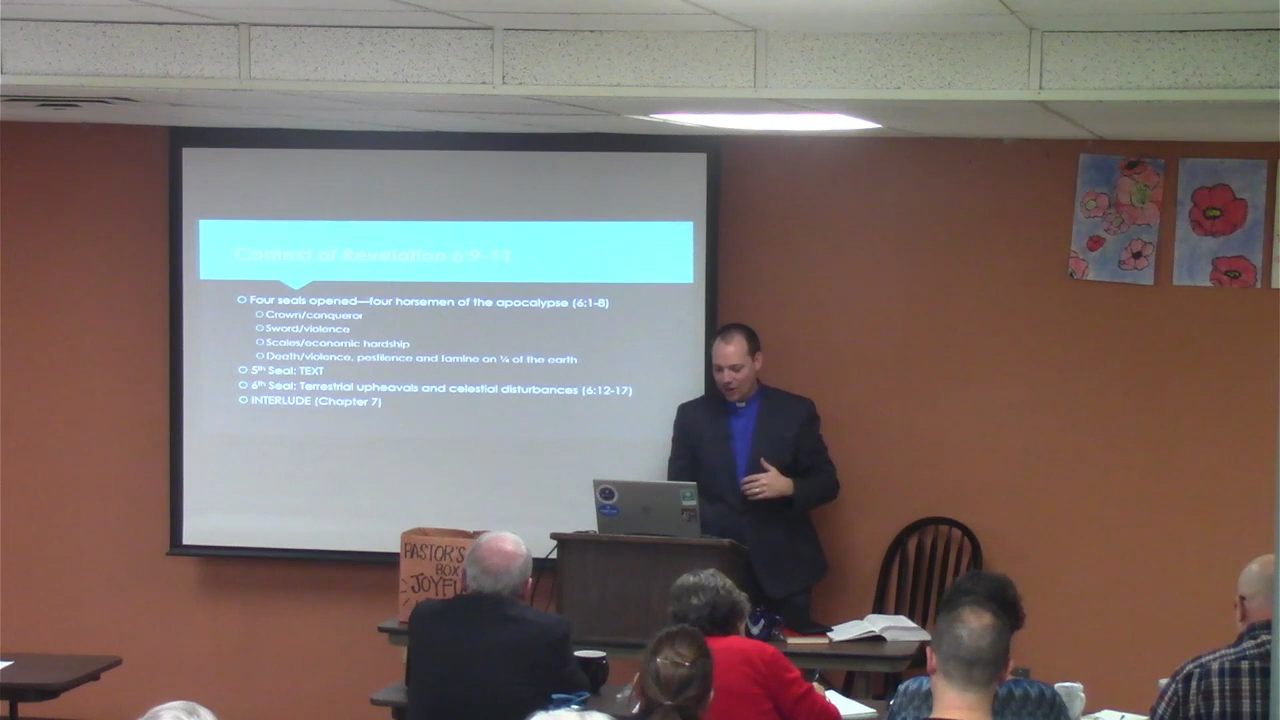 Context of Revelation 6:9-11
Four seals opened—four horsemen of the apocalypse (6:1-8)
Crown/conqueror
Sword/violence
Scales/economic hardship
Death/violence, pestilence and famine on ¼ of the earth
5th Seal: TEXT
6th Seal: Terrestrial upheavals and celestial disturbances (6:12-17)
INTERLUDE (Chapter 7)
PASTOR'S
BOX